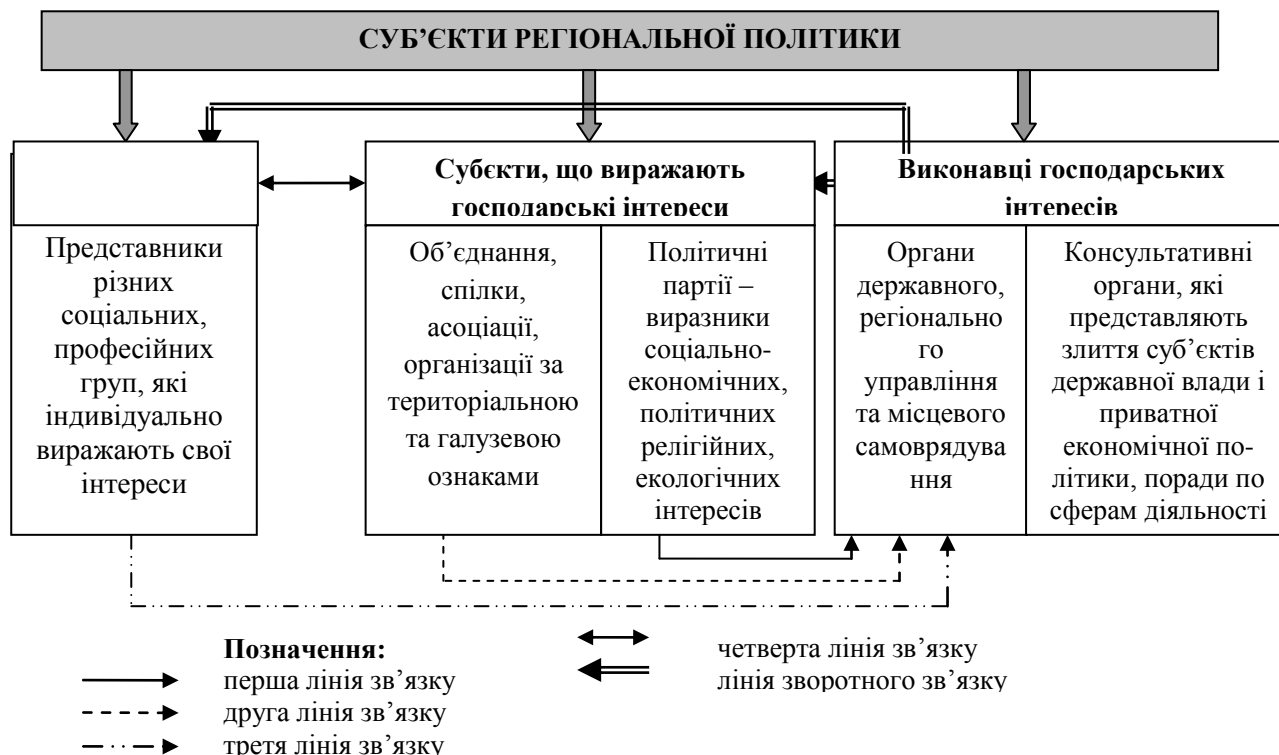 СУБ’ЄКТИ РЕГІОНАЛЬНОЇ ПОЛІТИКИ
Субєкти, що виражають
господарські інтереси
Виконавці господарських
інтересів
Представники
різних
соціальних,
професійних
груп, які
індивідуально
виражають свої
інтереси
Об’єднання,
спілки,
асоціації,
організації за
територіальною
та галузевою
ознаками
Політичні
партії –
виразники
соціально-
економічних,
політичних
релігійних,
екологічних
інтересів
Органи
державного,
регіонально
го
управління
та місцевого
самоврядува
ння
Консультативні
органи, які
представляють
злиття суб’єктів
державної влади і
приватної
економічної по-
літики, поради по
сферам діяльності
Позначення:
перша лінія зв’язку
друга лінія зв’язку
третя лінія зв’язку
четверта лінія зв’язку
лінія зворотного зв’язку